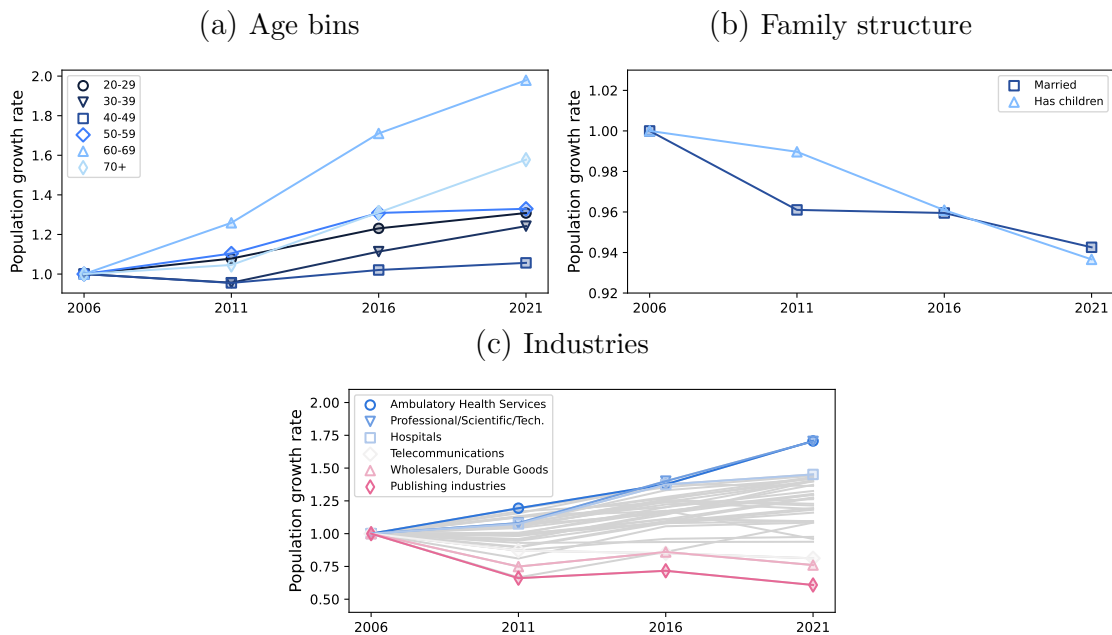 (a) Age bins
Population growth rate
2.0
1.8
1.6
1.4
1.2
1.0
20-29
30-39
40-49
50-59
60-69
70+
2006
2011
2016
2021
(b) Family structure
Population growth rate
1.02
1.00
0.98
0.96
0.94
0.92
Married
Has children
2006
2011
2016
2021
(c) Industries
Population growth rate
2.00
1.75
1.50
1.25
1.00
0.75
0.50
Ambulatory Health Services
Professional/Scientific/Tech.
Hospitals
Telecommunications
Wholesalers, Durable Goods
Publishing industries
2006
2011
2016
2021